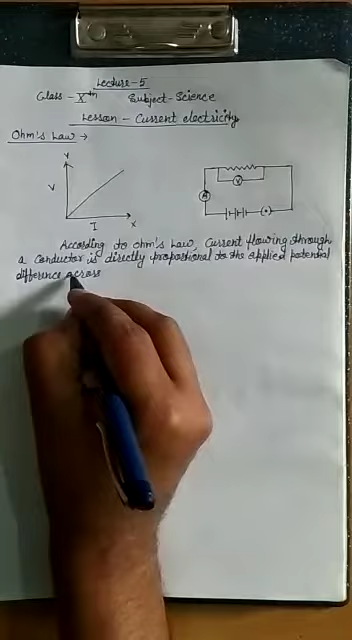 Lecture-5
Class - Xth Subject-Science
Lesson - Current electricity
Ohm's Law →
Y
V
I
X
A
V
According to ohm's Law, Current flowing through
a Conductor is directly proportional to the applied potential
difference across